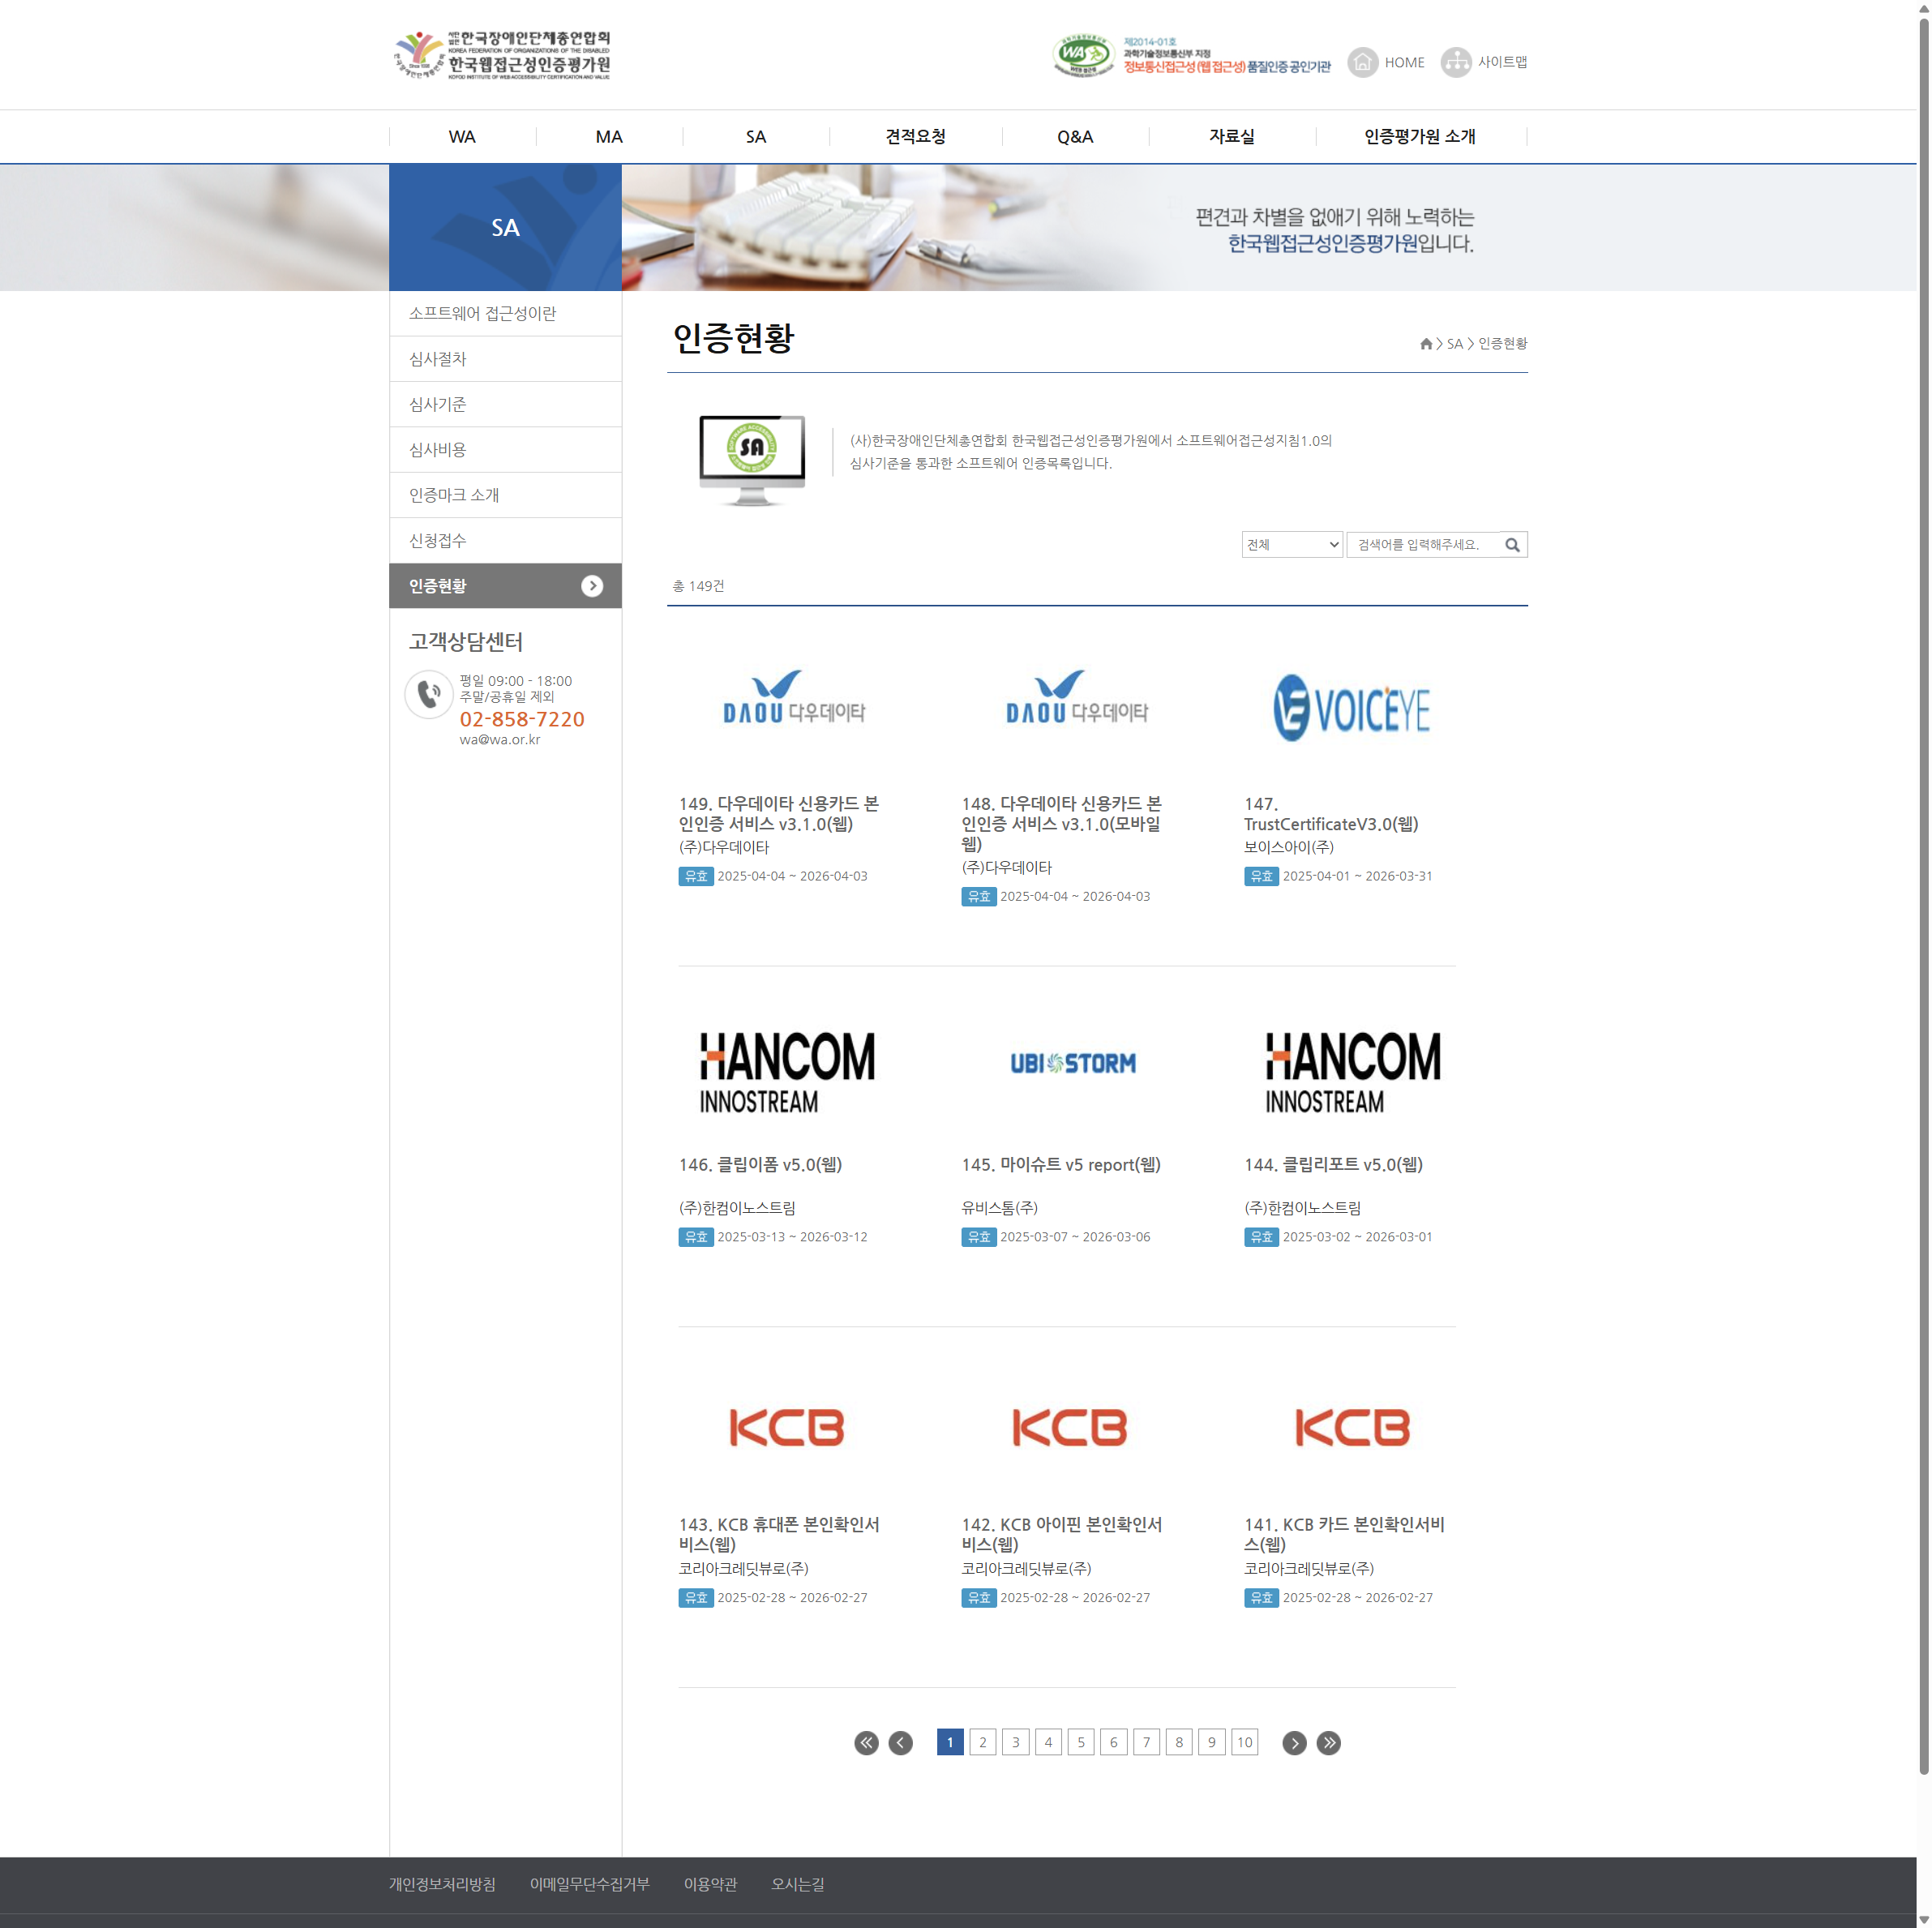 사단법인 한국장애인단체총연합회
KOREA FEDERATION OF ORGANIZATIONS OF THE DISABLED
한국웹접근성인증평가원
KOFOD INSTITUTE OF WEB ACCESSIBILITY CERTIFICATION AND VALUE
Since 1998
한국장애인단체총연합회
WA
WEB 접근성
제2014-01호
과학기술정보통신부 지정
정보통신접근성(웹 접근성) 품질인증 공인기관
HOME
사이트맵
WA
MA
SA
견적요청
Q&A
자료실
인증평가원 소개
SA
편견과 차별을 없애기 위해 노력하는
한국웹접근성인증평가원입니다.
소프트웨어 접근성이란
심사절차
심사기준
심사비용
인증마크 소개
신청접수
인증현황
고객상담센터
평일 09:00 - 18:00
주말/공휴일 제외
02-858-7220
wa@wa.or.kr
인증현황
> SA > 인증현황
SOFTWARE ACCESSIBILITY
SA
(사)한국장애인단체총연합회 한국웹접근성인증평가원에서 소프트웨어접근성지침1.0의
심사기준을 통과한 소프트웨어 인증목록입니다.
전체
검색어를 입력해주세요.
총 149건
DAOU 다우데이타
149. 다우데이타 신용카드 본
인인증 서비스 v3.1.0(웹)
(주)다우데이타
유효 2025-04-04 ~ 2026-04-03
DAOU 다우데이타
148. 다우데이타 신용카드 본
인인증 서비스 v3.1.0(모바일
웹)
(주)다우데이타
유효 2025-04-04 ~ 2026-04-03
VOICEYE
147.
TrustCertificateV3.0(웹)
보이스아이(주)
유효 2025-04-01 ~ 2026-03-31
HANCOM
INNOSTREAM
146. 클립이폼 v5.0(웹)
(주)한컴이노스트림
유효 2025-03-13 ~ 2026-03-12
UBI STORM
145. 마이슈트 v5 report(웹)
유비스톰(주)
유효 2025-03-07 ~ 2026-03-06
HANCOM
INNOSTREAM
144. 클립리포트 v5.0(웹)
(주)한컴이노스트림
유효 2025-03-02 ~ 2026-03-01
KCB
143. KCB 휴대폰 본인확인서
비스(웹)
코리아크레딧뷰로(주)
유효 2025-02-28 ~ 2026-02-27
KCB
142. KCB 아이핀 본인확인서
비스(웹)
코리아크레딧뷰로(주)
유효 2025-02-28 ~ 2026-02-27
KCB
141. KCB 카드 본인확인서비
스(웹)
코리아크레딧뷰로(주)
유효 2025-02-28 ~ 2026-02-27
1 2 3 4 5 6 7 8 9 10
개인정보처리방침
이메일무단수집거부
이용약관
오시는길